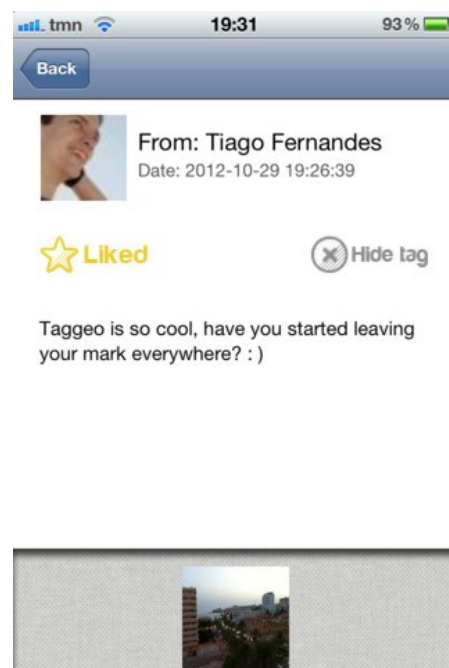 tmn 19:31 93%
Back
From: Tiago Fernandes
Date: 2012-10-29 19:26:39
Liked Hide tag
Taggeo is so cool, have you started leaving
your mark everywhere? : )